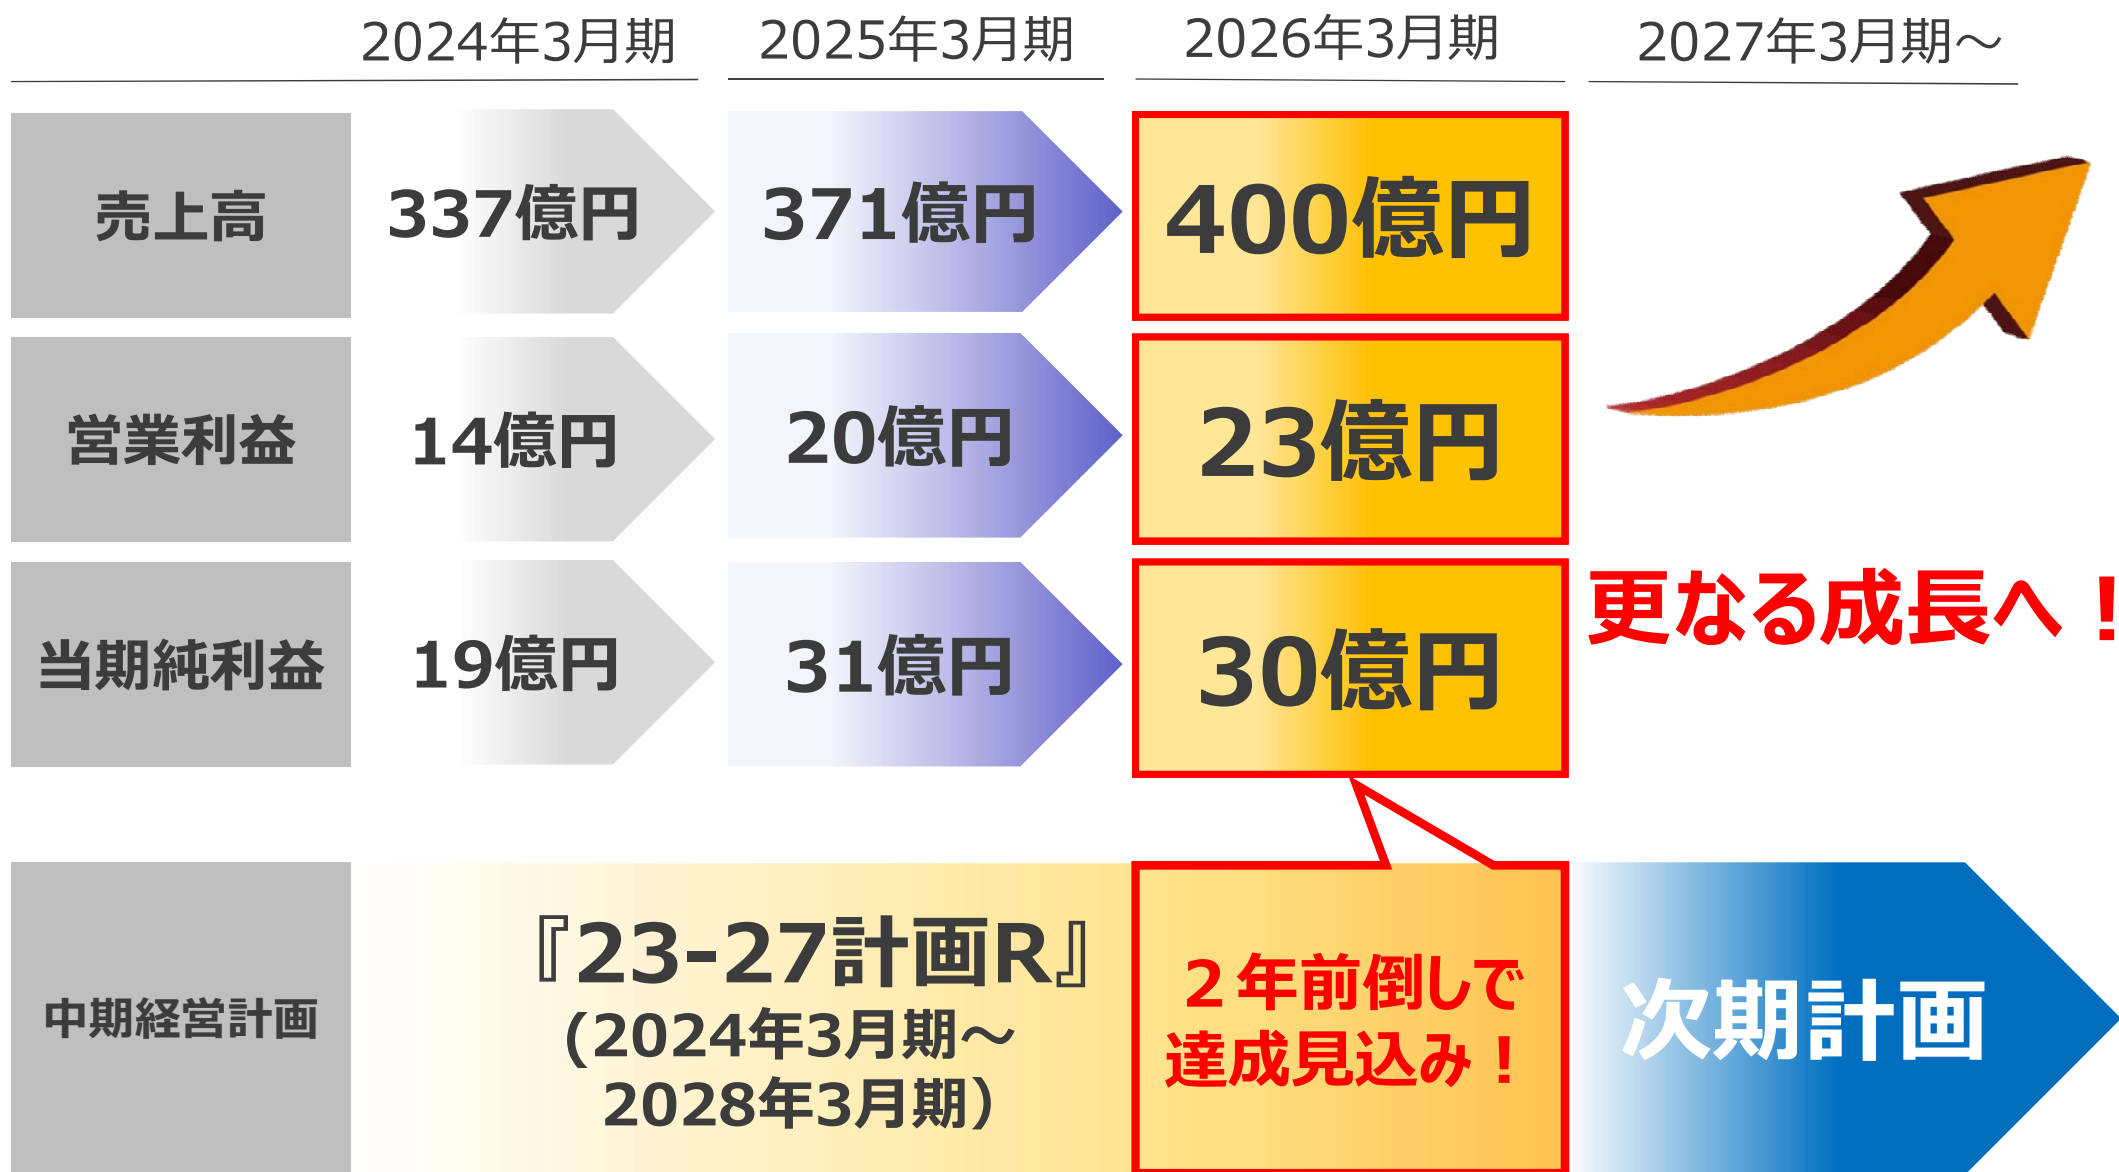 2024年3月期
2025年3月期
2026年3月期
2027年3月期～
売上高
337億円
371億円
400億円
営業利益
14億円
20億円
23億円
当期純利益
19億円
31億円
30億円
更なる成長へ！
中期経営計画
『23-27計画R』
(2024年3月期～
2028年3月期）
２年前倒しで
達成見込み！
次期計画